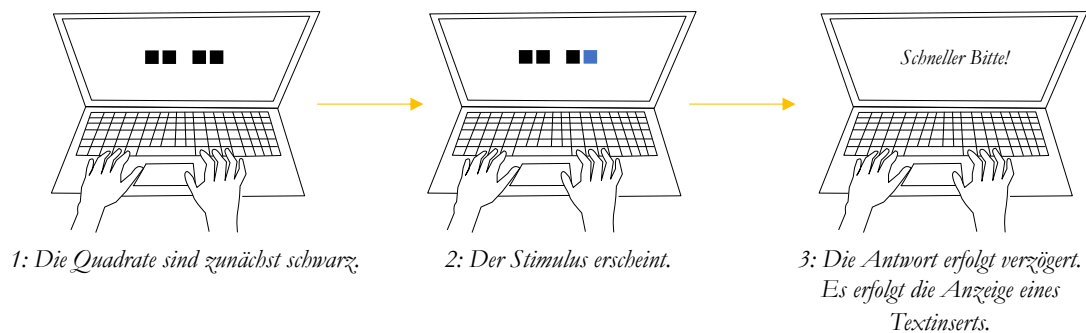 Schneller Bitte!
1: Die Quadrate sind zunächst schwarz.
2: Der Stimulus erscheint.
3: Die Antwort erfolgt verzögert.
Es erfolgt die Anzeige eines
Textinserts.